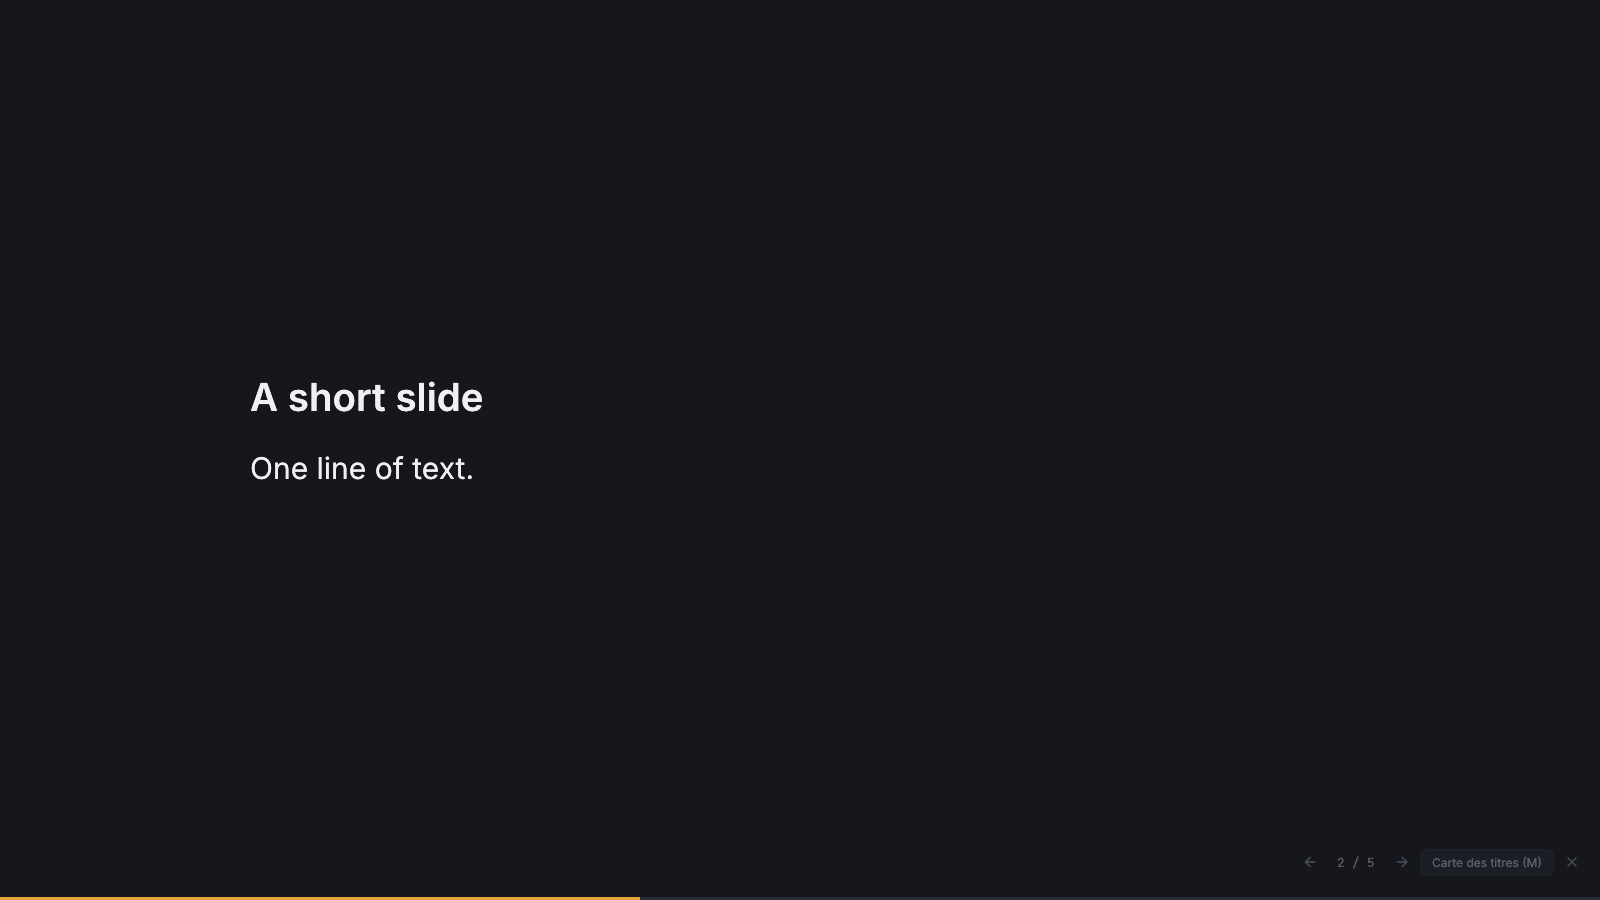 A short slide
One line of text.
2 / 5
Carte des titres (M)